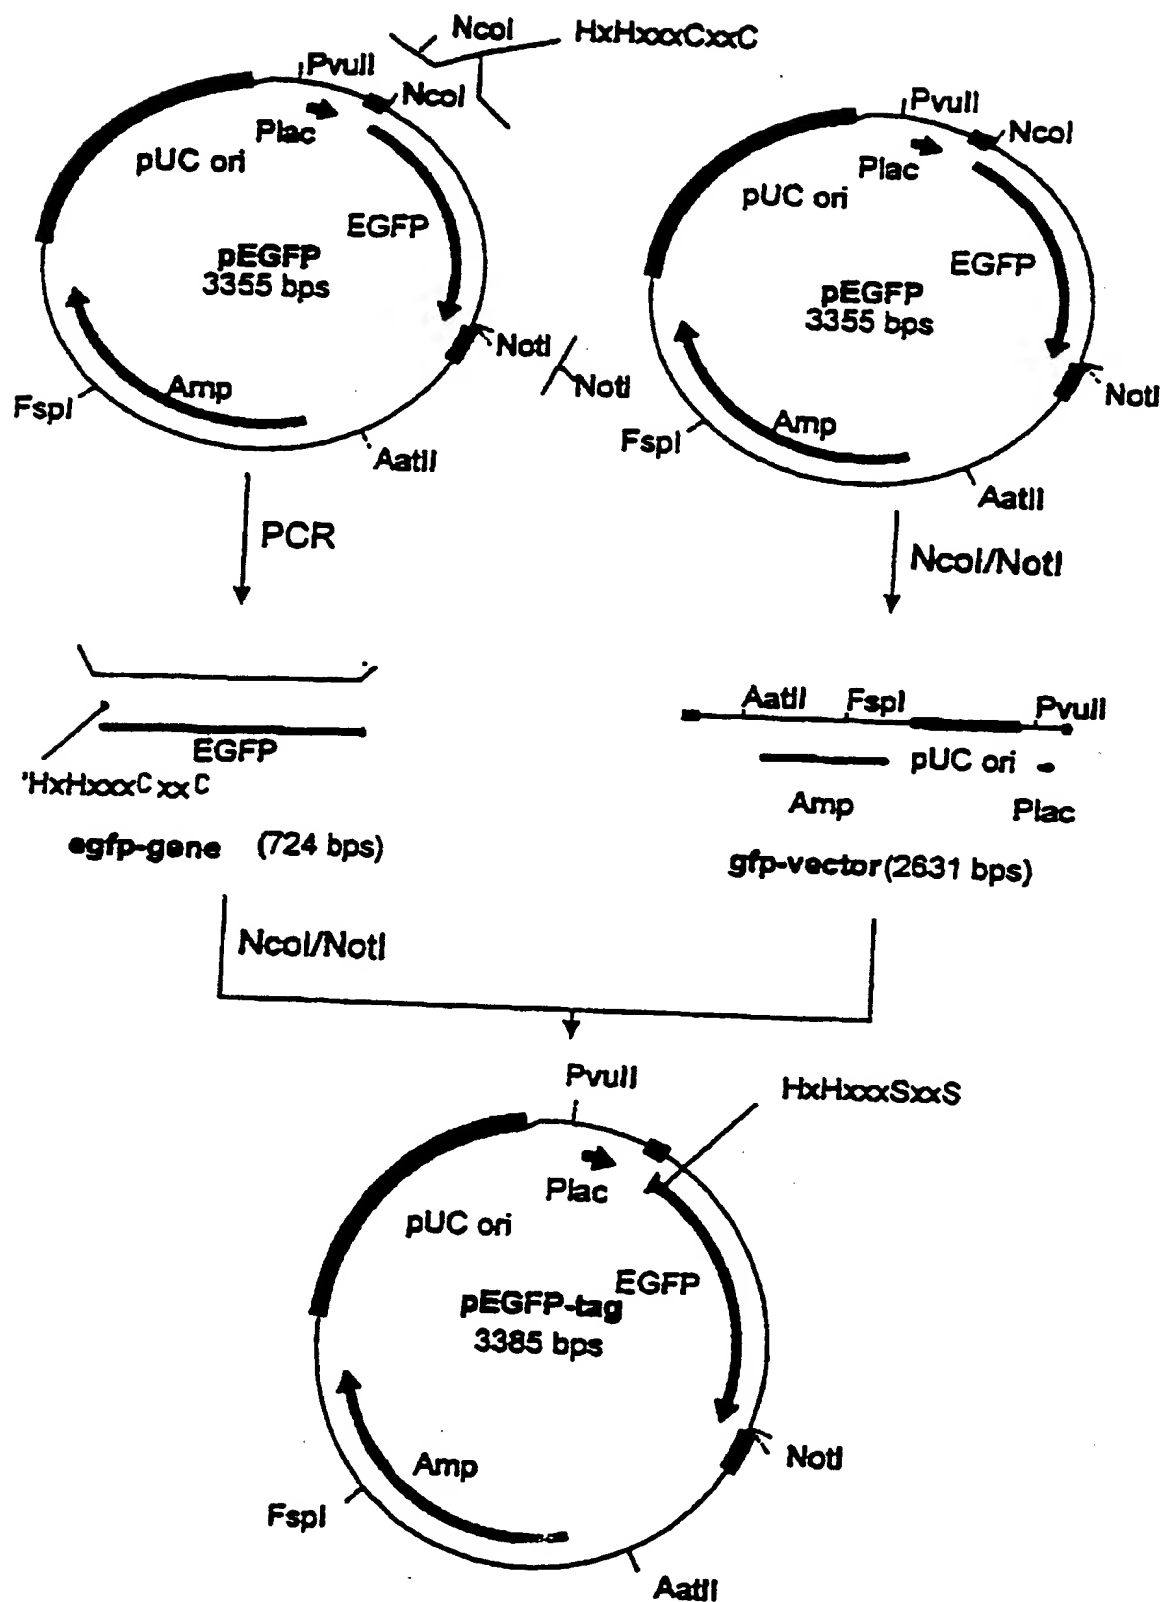 NcoI
HxHxxxCxxC
PvuII
NcoI
Plac
pUC ori
EGFP
pEGFP
3355 bps
NotI
NotI
Amp
FspI
AatII
PvuII
NcoI
Plac
pUC ori
EGFP
pEGFP
3355 bps
NotI
Amp
FspI
AatII
PCR
NcoI/NotI
EGFP
'HxHxxxCxxC
egfp-gene (724 bps)
AatII FspI PvuII
pUC ori
Amp Plac
gfp-vector (2631 bps)
NcoI/NotI
PvuII
HxHxxxSxxS
Plac
pUC ori
EGFP
pEGFP-tag
3385 bps
NotI
Amp
FspI
AatII